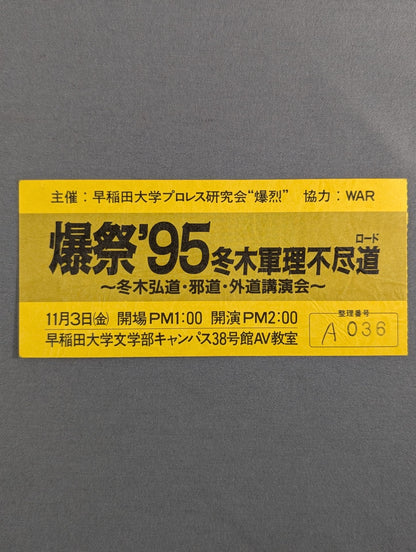 主催：早稲田大学プロレス研究会“爆烈” 協力：WAR
爆祭'95冬木軍理不尽道
ロード
～冬木弘道・邪道・外道講演会～
11月3日(金) 開場PM1:00 開演PM2:00
早稲田大学文学部キャンパス38号館AV教室
整理番号
A 036